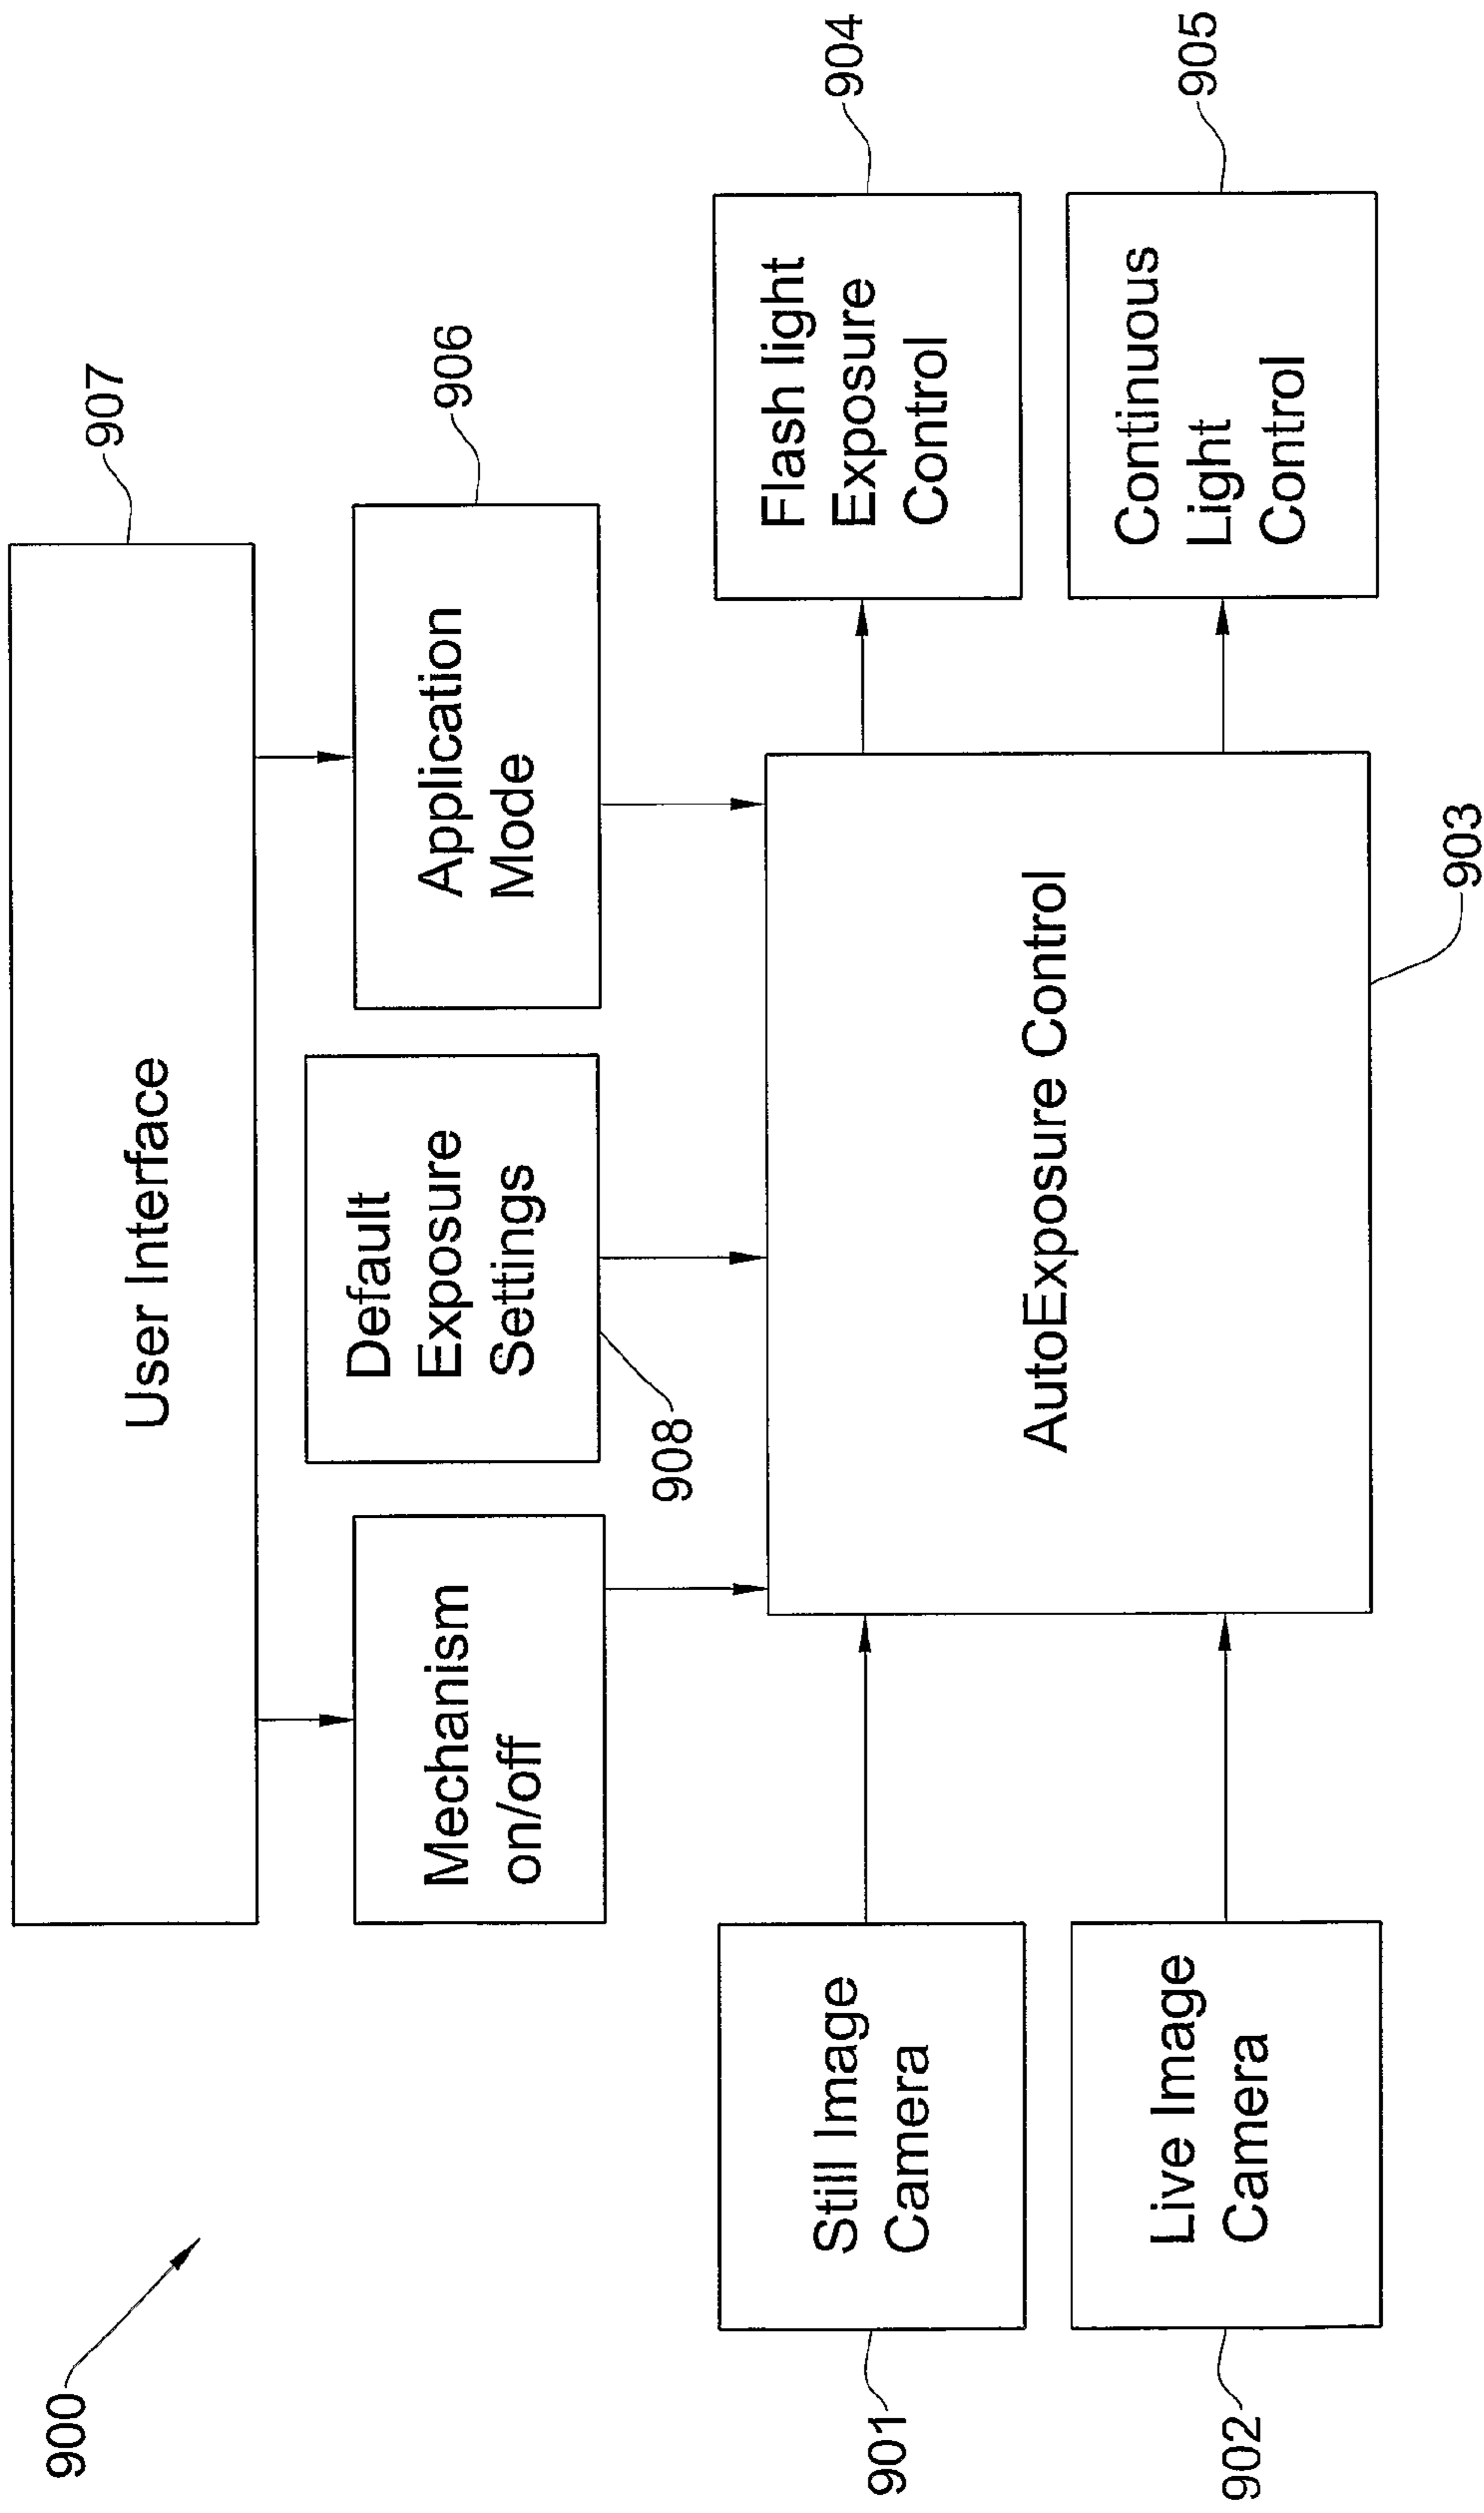 900
User Interface
907
Mechanism
on/off
Default
Exposure
Settings
908
Application
Mode
906
Still Image
Camera
901
Live Image
Camera
902
AutoExposure Control
903
Flash light
Exposure
Control
904
Continuous
Light
Control
905